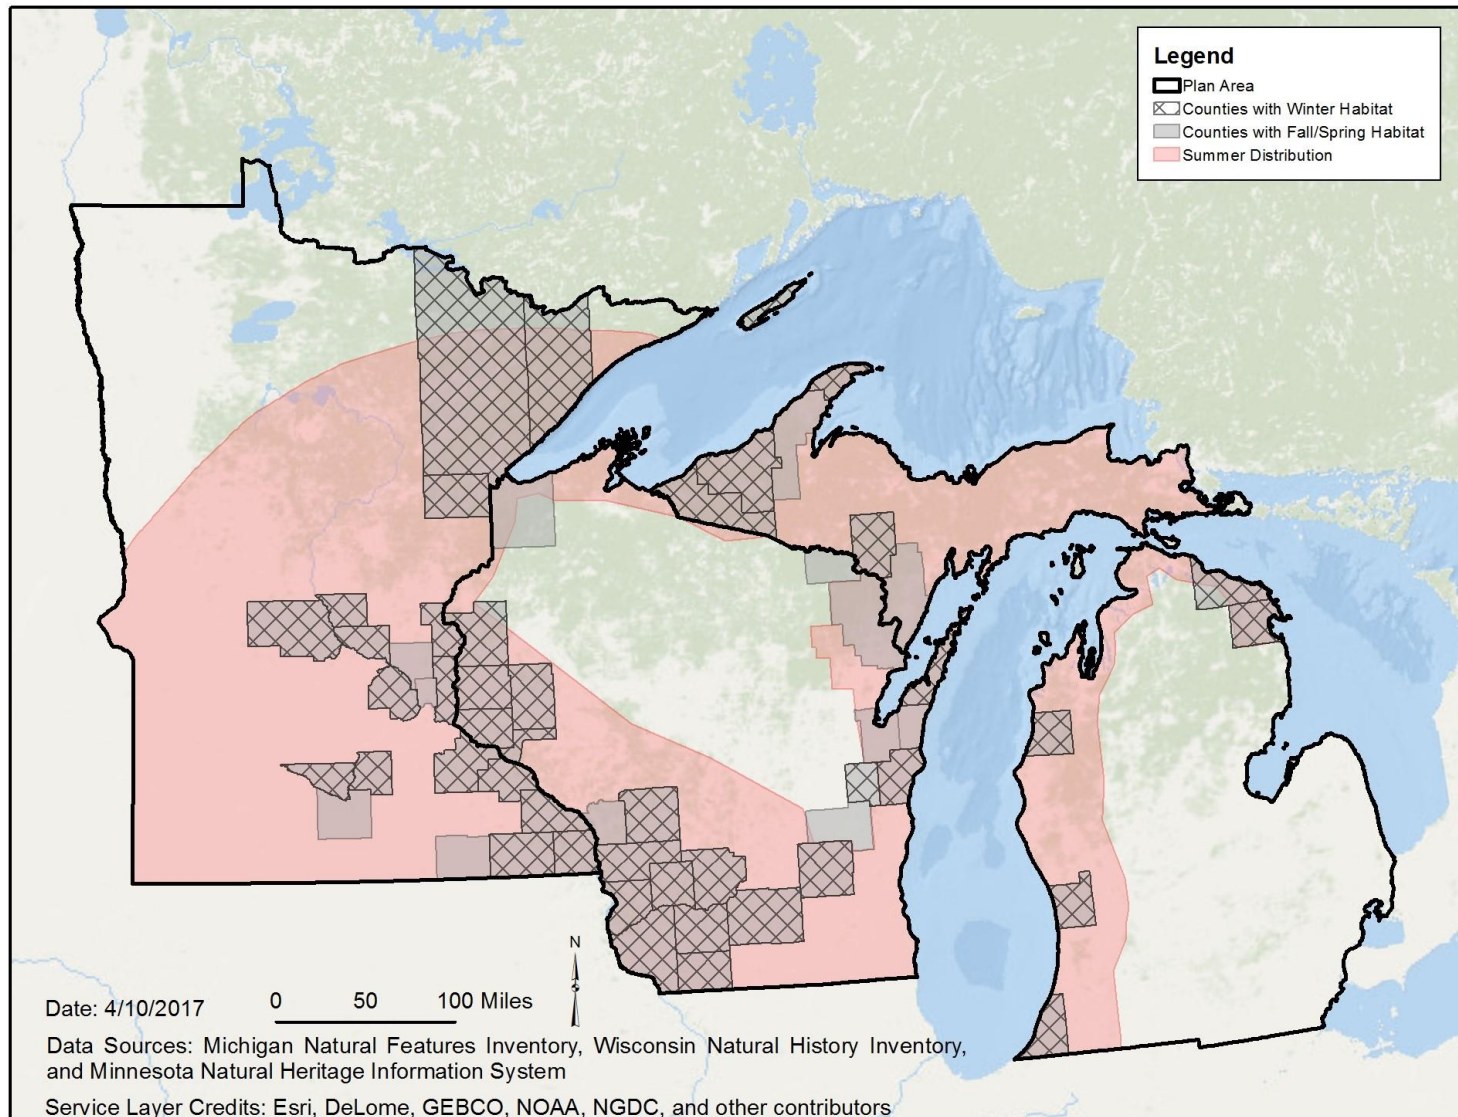 Legend
Plan Area
Counties with Winter Habitat
Counties with Fall/Spring Habitat
Summer Distribution
N
Date: 4/10/2017
0 50 100 Miles
Data Sources: Michigan Natural Features Inventory, Wisconsin Natural History Inventory,
and Minnesota Natural Heritage Information System
Service Layer Credits: Esri, DeLome, GEBCO, NOAA, NGDC, and other contributors